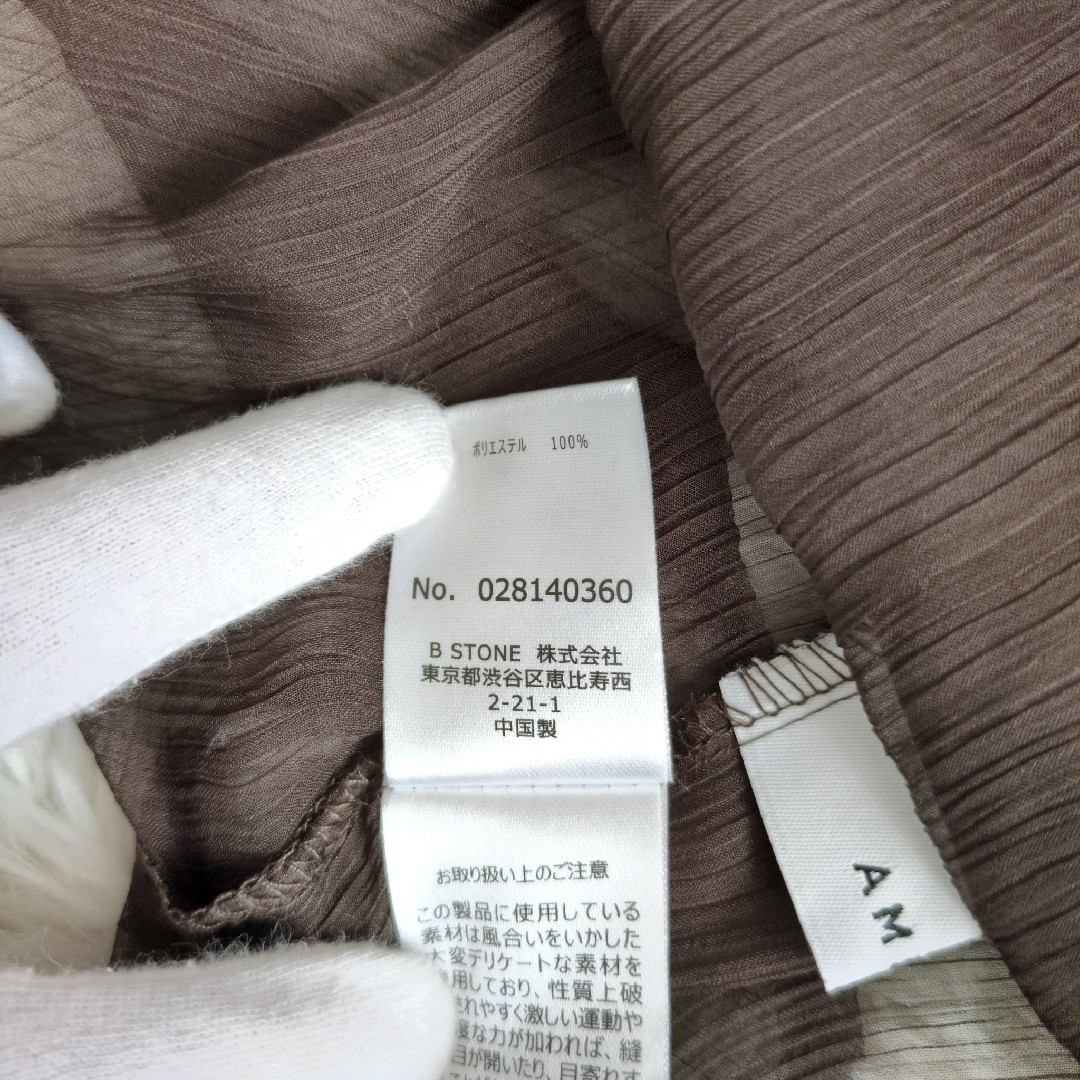 ポリエステル 100%
No. 028140360
B STONE 株式会社
東京都渋谷区恵比寿西
2-21-1
中国製
お取り扱い上のご注意
この製品に使用している
素材は風合いをいかした
大変デリケートな素材を
用しており、性質上破
れやすく激しい運動や
度な力が加われば、縫
目が開いたり、目寄れす
AM